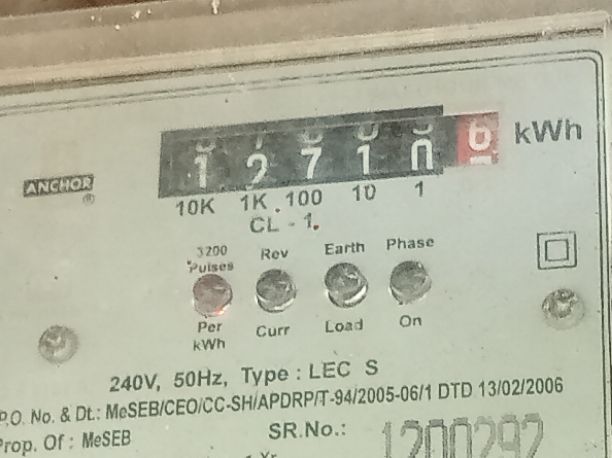 1 2 7 1 0 6 kWh
ANCHOR
®
10K 1K 100 10 1
CL - 1.
3200 Pulses Rev Earth Phase
Per kWh Curr Load On
240V, 50Hz, Type : LEC S
P.O. No. & Dt.: MeSEB/CEO/CC-SH/APDRP/T-94/2005-06/1 DTD 13/02/2006
Prop. Of : MeSEB SR.No.: 1200292
Yr